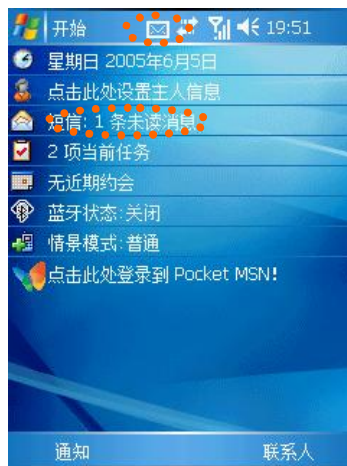 开始 19:51
星期日 2005年6月5日
点击此处设置主人信息
短信: 1 条未读消息
2 项当前任务
无近期约会
蓝牙状态:关闭
情景模式:普通
点击此处登录到 Pocket MSN!
通知 联系人